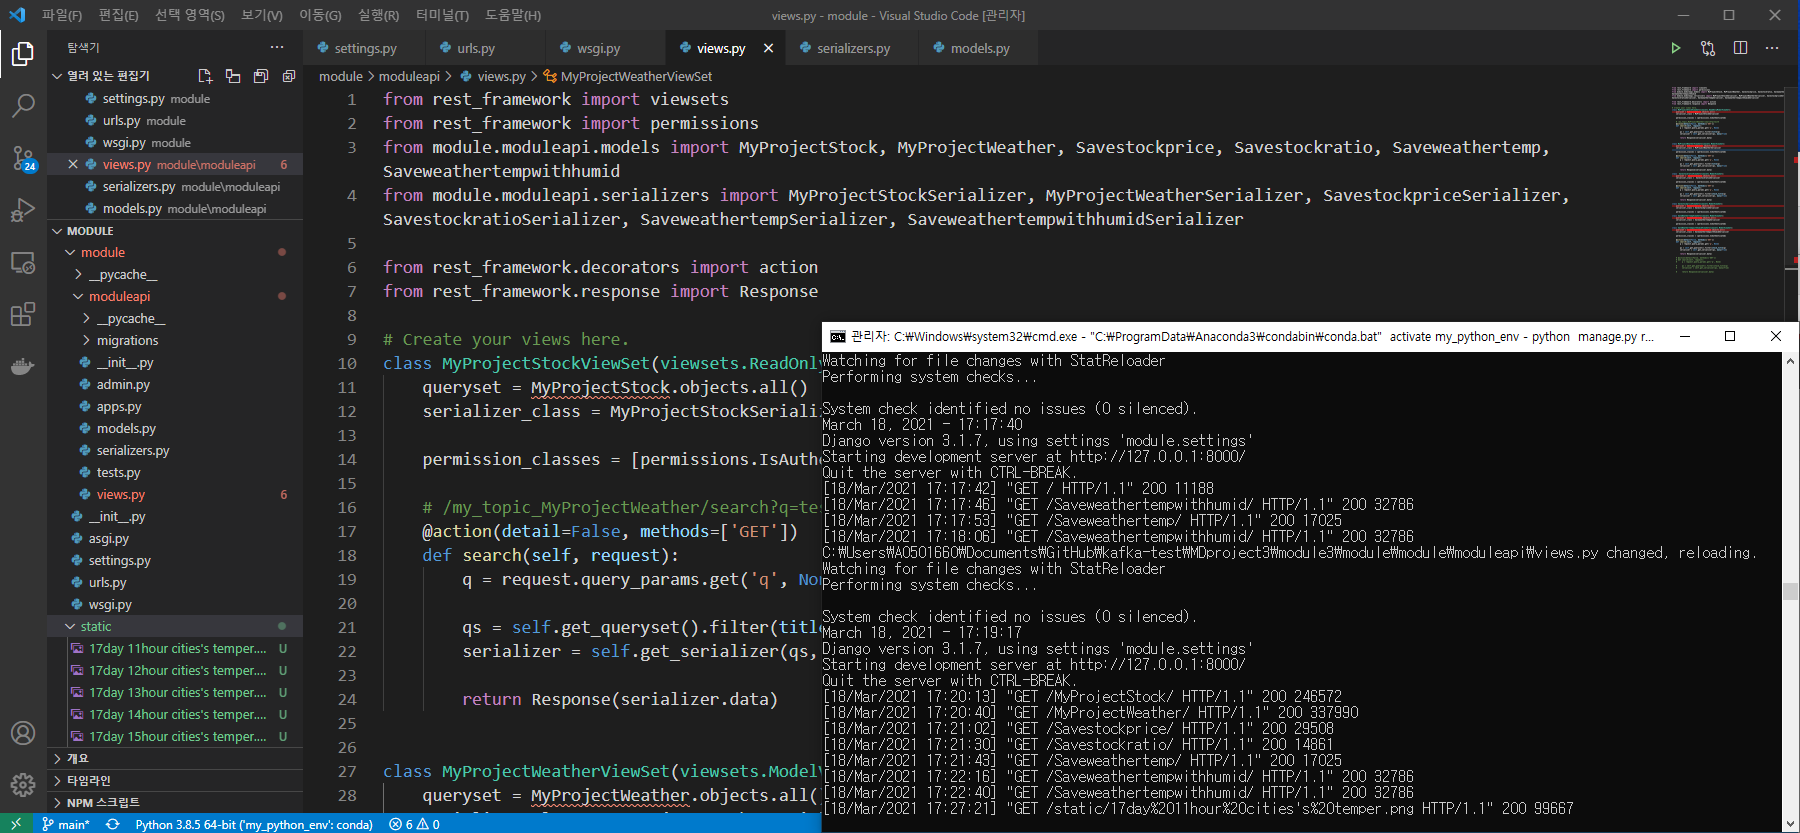 파일(F) 편집(E) 선택 영역(S) 보기(V) 이동(G) 실행(R) 터미널(T) 도움말(H)
views.py - module - Visual Studio Code [관리자]
탐색기
열려 있는 편집기
settings.py module
urls.py module
wsgi.py module
views.py module\moduleapi 6
serializers.py module\moduleapi
models.py module\moduleapi
MODULE
module
__pycache__
moduleapi
__pycache__
migrations
__init__.py
admin.py
apps.py
models.py
serializers.py
tests.py
views.py 6
__init__.py
asgi.py
settings.py
urls.py
wsgi.py
static
17day 11hour cities's temper.... U
17day 12hour cities's temper.... U
17day 13hour cities's temper.... U
17day 14hour cities's temper.... U
17day 15hour cities's temper.... U
개요
타임라인
NPM 스크립트
24
settings.py urls.py wsgi.py views.py serializers.py models.py
module > moduleapi > views.py > MyProjectWeatherViewSet
1 from rest_framework import viewsets
2 from rest_framework import permissions
3 from module.moduleapi.models import MyProjectStock, MyProjectWeather, Savestockprice, Savestockratio, Saveweathertemp,
Saveweathertempwithhumid
4 from module.moduleapi.serializers import MyProjectStockSerializer, MyProjectWeatherSerializer, SavestockpriceSerializer,
SavestockratioSerializer, SaveweathertempSerializer, SaveweathertempwithhumidSerializer
5
6 from rest_framework.decorators import action
7 from rest_framework.response import Response
8
9 # Create your views here.
10 class MyProjectStockViewSet(viewsets.ReadOnl
11 queryset = MyProjectStock.objects.all()
12 serializer_class = MyProjectStockSeriali
13
14 permission_classes = [permissions.IsAuth
15
16 # /my_topic_MyProjectWeather/search?q=tes
17 @action(detail=False, methods=['GET'])
18 def search(self, request):
19 q = request.query_params.get('q', Non
20
21 qs = self.get_queryset().filter(title
22 serializer = self.get_serializer(qs,
23
24 return Response(serializer.data)
25
26
27 class MyProjectWeatherViewSet(viewsets.ModelV
28 queryset = MyProjectWeather.objects.all(
관리자: C:₩Windows₩system32₩cmd.exe - "C:₩ProgramData₩Anaconda3₩condabin₩conda.bat" activate my_python_env - python manage.py r...
Watching for file changes with StatReloader
Performing system checks...
System check identified no issues (0 silenced).
March 18, 2021 - 17:17:40
Django version 3.1.7, using settings 'module.settings'
Starting development server at http://127.0.0.1:8000/
Quit the server with CTRL-BREAK.
[18/Mar/2021 17:17:42] "GET / HTTP/1.1" 200 11188
[18/Mar/2021 17:17:46] "GET /Saveweathertempwithhumid/ HTTP/1.1" 200 32786
[18/Mar/2021 17:17:53] "GET /Saveweathertemp/ HTTP/1.1" 200 17025
[18/Mar/2021 17:18:06] "GET /Saveweathertempwithhumid/ HTTP/1.1" 200 32786
C:₩Users₩A0501660₩Documents₩GitHub₩kafka-test₩MDproject3₩module3₩module₩module₩moduleapi₩views.py changed, reloading.
Watching for file changes with StatReloader
Performing system checks...
System check identified no issues (0 silenced).
March 18, 2021 - 17:19:17
Django version 3.1.7, using settings 'module.settings'
Starting development server at http://127.0.0.1:8000/
Quit the server with CTRL-BREAK.
[18/Mar/2021 17:20:13] "GET /MyProjectStock/ HTTP/1.1" 200 246572
[18/Mar/2021 17:20:40] "GET /MyProjectWeather/ HTTP/1.1" 200 337990
[18/Mar/2021 17:21:02] "GET /Savestockprice/ HTTP/1.1" 200 29508
[18/Mar/2021 17:21:30] "GET /Savestockratio/ HTTP/1.1" 200 14861
[18/Mar/2021 17:21:43] "GET /Saveweathertemp/ HTTP/1.1" 200 17025
[18/Mar/2021 17:22:16] "GET /Saveweathertempwithhumid/ HTTP/1.1" 200 32786
[18/Mar/2021 17:22:40] "GET /Saveweathertempwithhumid/ HTTP/1.1" 200 32786
[18/Mar/2021 17:27:21] "GET /static/17day%2011hour%20cities's%20temper.png HTTP/1.1" 200 99667
main* Python 3.8.5 64-bit ('my_python_env': conda) 6 0